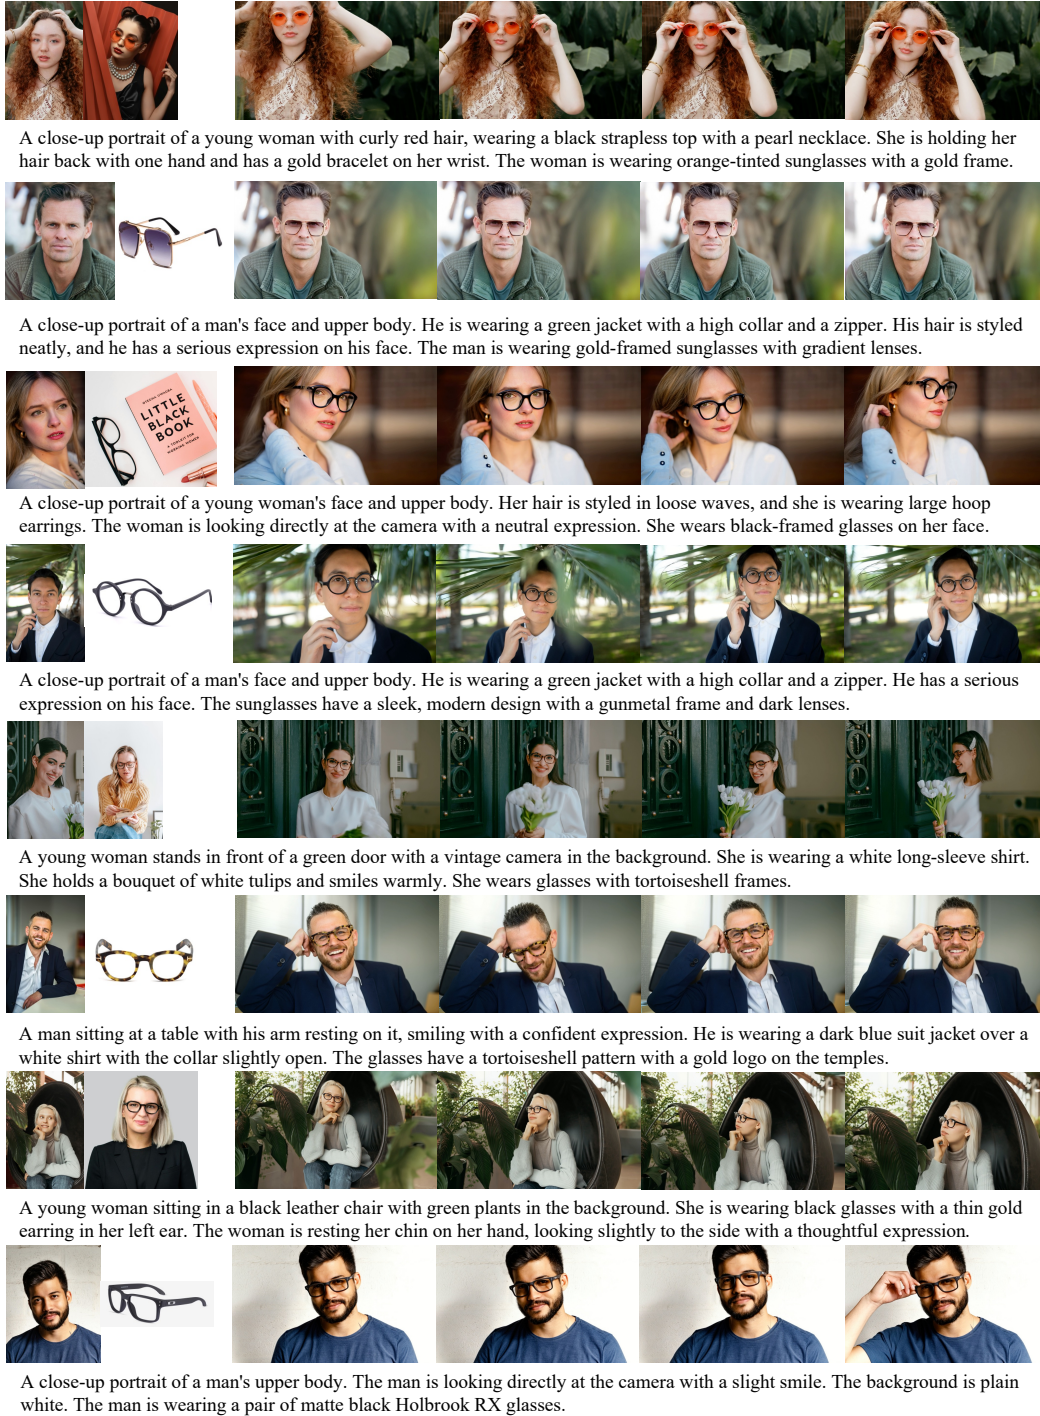 A close-up portrait of a young woman with curly red hair, wearing a black strapless top with a pearl necklace. She is holding her
hair back with one hand and has a gold bracelet on her wrist. The woman is wearing orange-tinted sunglasses with a gold frame.
A close-up portrait of a man's face and upper body. He is wearing a green jacket with a high collar and a zipper. His hair is styled
neatly, and he has a serious expression on his face. The man is wearing gold-framed sunglasses with gradient lenses.
LITTLE
BLACK
BOOK
A TOOLKIT FOR
WORKING WOMEN
A close-up portrait of a young woman's face and upper body. Her hair is styled in loose waves, and she is wearing large hoop
earrings. The woman is looking directly at the camera with a neutral expression. She wears black-framed glasses on her face.
A close-up portrait of a man's face and upper body. He is wearing a green jacket with a high collar and a zipper. He has a serious
expression on his face. The sunglasses have a sleek, modern design with a gunmetal frame and dark lenses.
A young woman stands in front of a green door with a vintage camera in the background. She is wearing a white long-sleeve shirt.
She holds a bouquet of white tulips and smiles warmly. She wears glasses with tortoiseshell frames.
A man sitting at a table with his arm resting on it, smiling with a confident expression. He is wearing a dark blue suit jacket over a
white shirt with the collar slightly open. The glasses have a tortoiseshell pattern with a gold logo on the temples.
A young woman sitting in a black leather chair with green plants in the background. She is wearing black glasses with a thin gold
earring in her left ear. The woman is resting her chin on her hand, looking slightly to the side with a thoughtful expression.
A close-up portrait of a man's upper body. The man is looking directly at the camera with a slight smile. The background is plain
white. The man is wearing a pair of matte black Holbrook RX glasses.